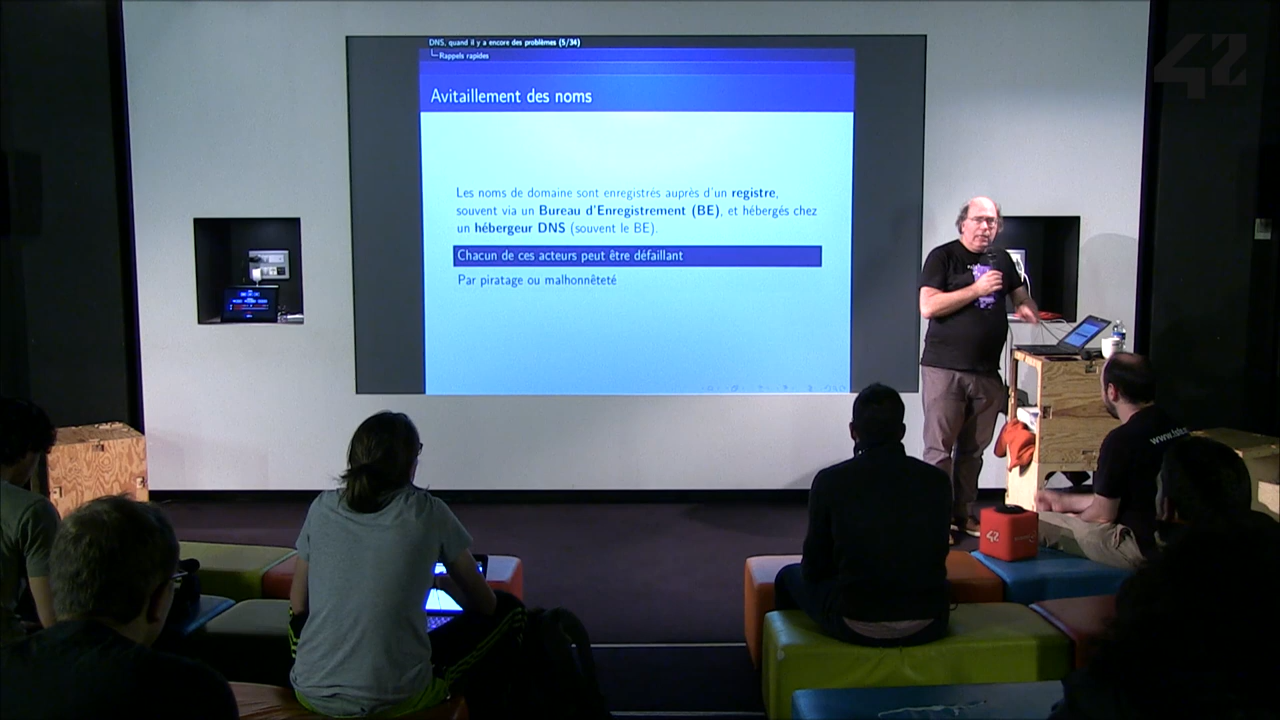 DNS, quand il y a encore des problèmes (5/34)
Rappels rapides
Avitaillement des noms
Les noms de domaine sont enregistrés auprès d'un registre,
souvent via un Bureau d'Enregistrement (BE), et hébergés chez
un hébergeur DNS (souvent le BE).
Chacun de ces acteurs peut être défaillant
Par piratage ou malhonnêteté
42
42